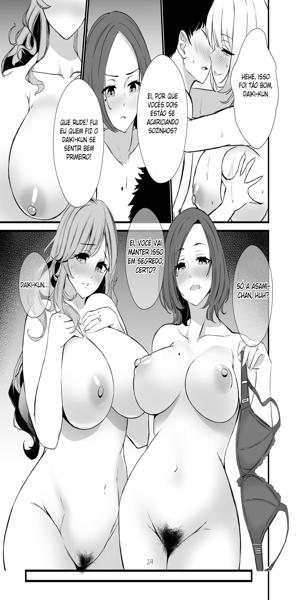 HEHE, ISSO
FOI TÃO BOM,
DAIKI-KUN
EI, POR QUE
VOCÊS DOIS
ESTÃO SE
ACARICIANDO
SOZINHOS?
QUE RUDE! FUI
EU QUEM FIZ O
DAIKI-KUN SE
SENTIR BEM
PRIMEIRO!
SÓ A ASAMI-
CHAN, HUH?
EI, VOCÊ VAI
MANTER ISSO
EM SEGREDO,
CERTO?
DAIKI-KUN...
29